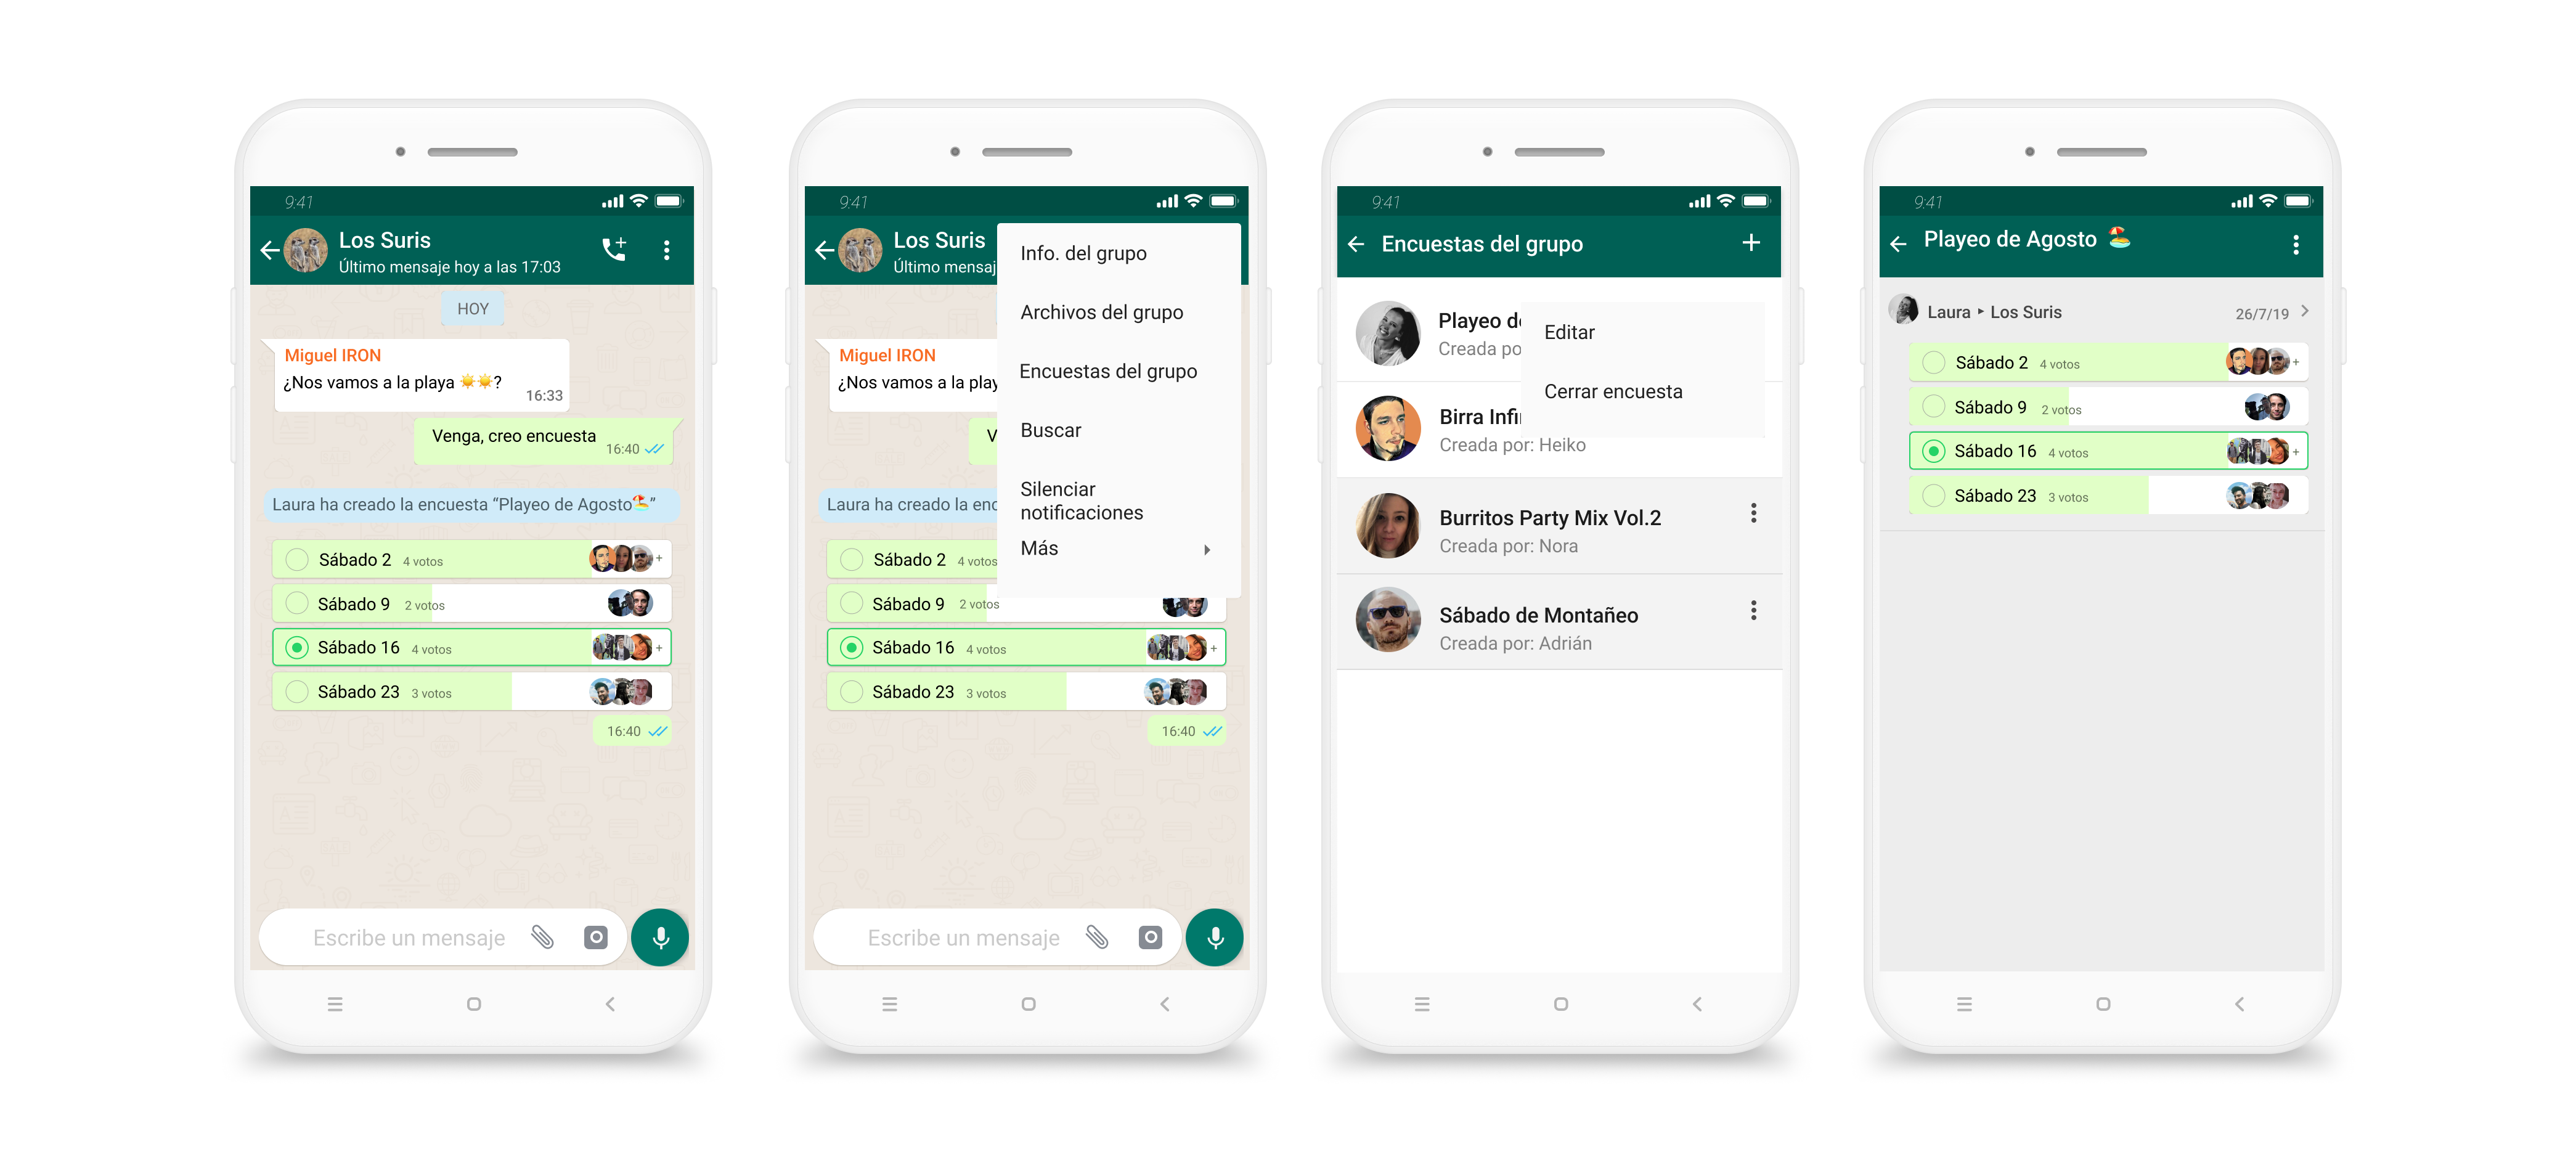 9:41
Los Suris
Último mensaje hoy a las 17:03
HOY
Miguel IRON
¿Nos vamos a la playa ☀️☀️?
16:33
Venga, creo encuesta
16:40
Laura ha creado la encuesta “Playeo de Agosto🏖️”
Sábado 2 4 votos +
Sábado 9 2 votos
Sábado 16 4 votos +
Sábado 23 3 votos
16:40
Escribe un mensaje
9:41
Los Suris
Último mensaj
Info. del grupo
Archivos del grupo
Encuestas del grupo
Buscar
Silenciar
notificaciones
Más
Miguel IRON
¿Nos vamos a la play
V
Laura ha creado la enc
Sábado 2 4 votos
Sábado 9 2 votos
Sábado 16 4 votos +
Sábado 23 3 votos
16:40
Escribe un mensaje
9:41
Encuestas del grupo +
Playeo d
Creada po
Editar
Cerrar encuesta
Birra Infi
Creada por: Heiko
Burritos Party Mix Vol.2
Creada por: Nora
Sábado de Montañeo
Creada por: Adrián
9:41
Playeo de Agosto 🏖️
Laura ▸ Los Suris 26/7/19
Sábado 2 4 votos +
Sábado 9 2 votos
Sábado 16 4 votos +
Sábado 23 3 votos